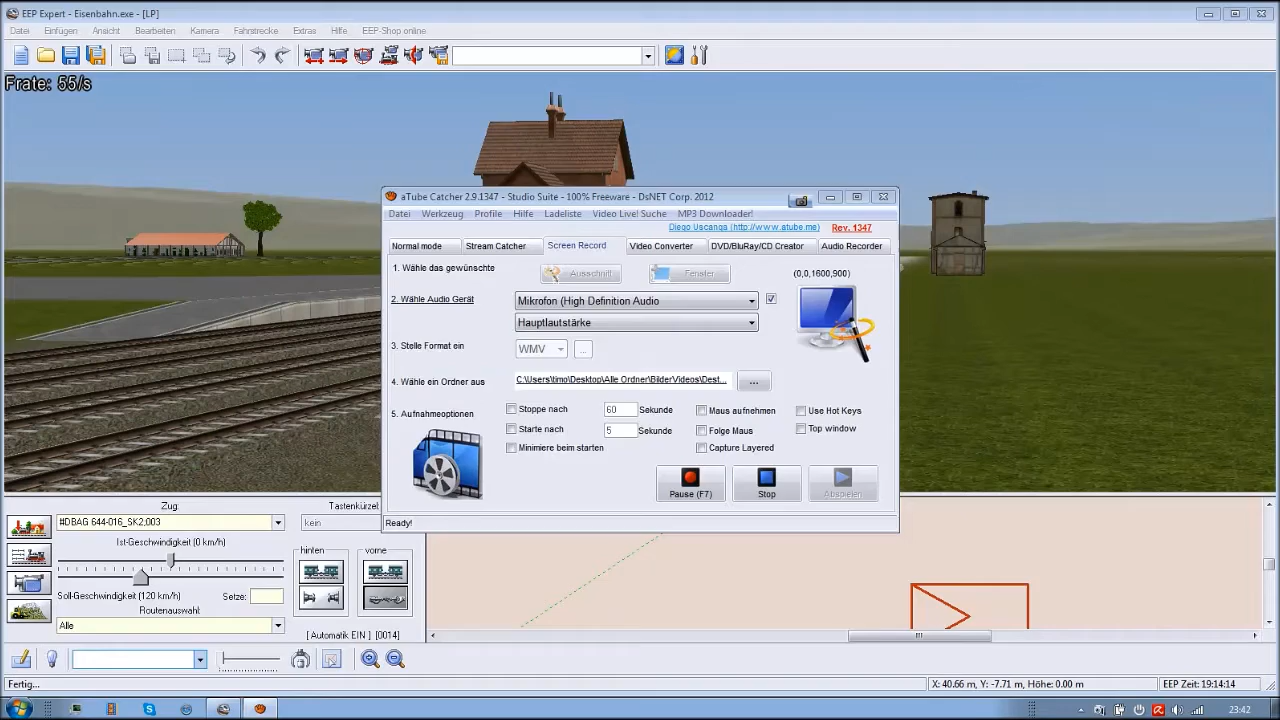 EEP Expert - Eisenbahn.exe - [LP]
Datei Einfügen Ansicht Bearbeiten Kamera Fahrstrecke Extras Hilfe EEP-Shop online
Frate: 55/s
aTube Catcher 2.9.1347 - Studio Suite - 100% Freeware - DsNET Corp. 2012
Datei Werkzeug Profile Hilfe Ladeliste Video Live! Suche MP3 Downloader!
Diego Uscanga (http://www.atube.me) Rev. 1347
Normal mode Stream Catcher Screen Record Video Converter DVD/BluRay/CD Creator Audio Recorder
1. Wähle das gewünschte Ausschnitt Fenster (0,0,1600,900)
2. Wähle Audio Gerät Mikrofon (High Definition Audio
Hauptlautstärke
3. Stelle Format ein WMV ...
4. Wähle ein Ordner aus C:\Users\timo\Desktop\Alle Ordner\BilderVideos\Dest... ...
5. Aufnahmeoptionen Stoppe nach 60 Sekunde Maus aufnehmen Use Hot Keys
Starte nach 5 Sekunde Folge Maus Top window
Minimiere beim starten Capture Layered
Pause (F7) Stop Abspielen
Ready!
Zug: Tastenkürzel:
#DBAG 644-016_SK2;003 kein
Ist-Geschwindigkeit (0 km/h)
hinten vorne
Soll-Geschwindigkeit (120 km/h) Setze:
Routenauswahl:
Alle
[ Automatik EIN ] [0014]
Fertig... X: 40.66 m, Y: -7.71 m, Höhe: 0.00 m EEP Zeit: 19:14:14
23:42